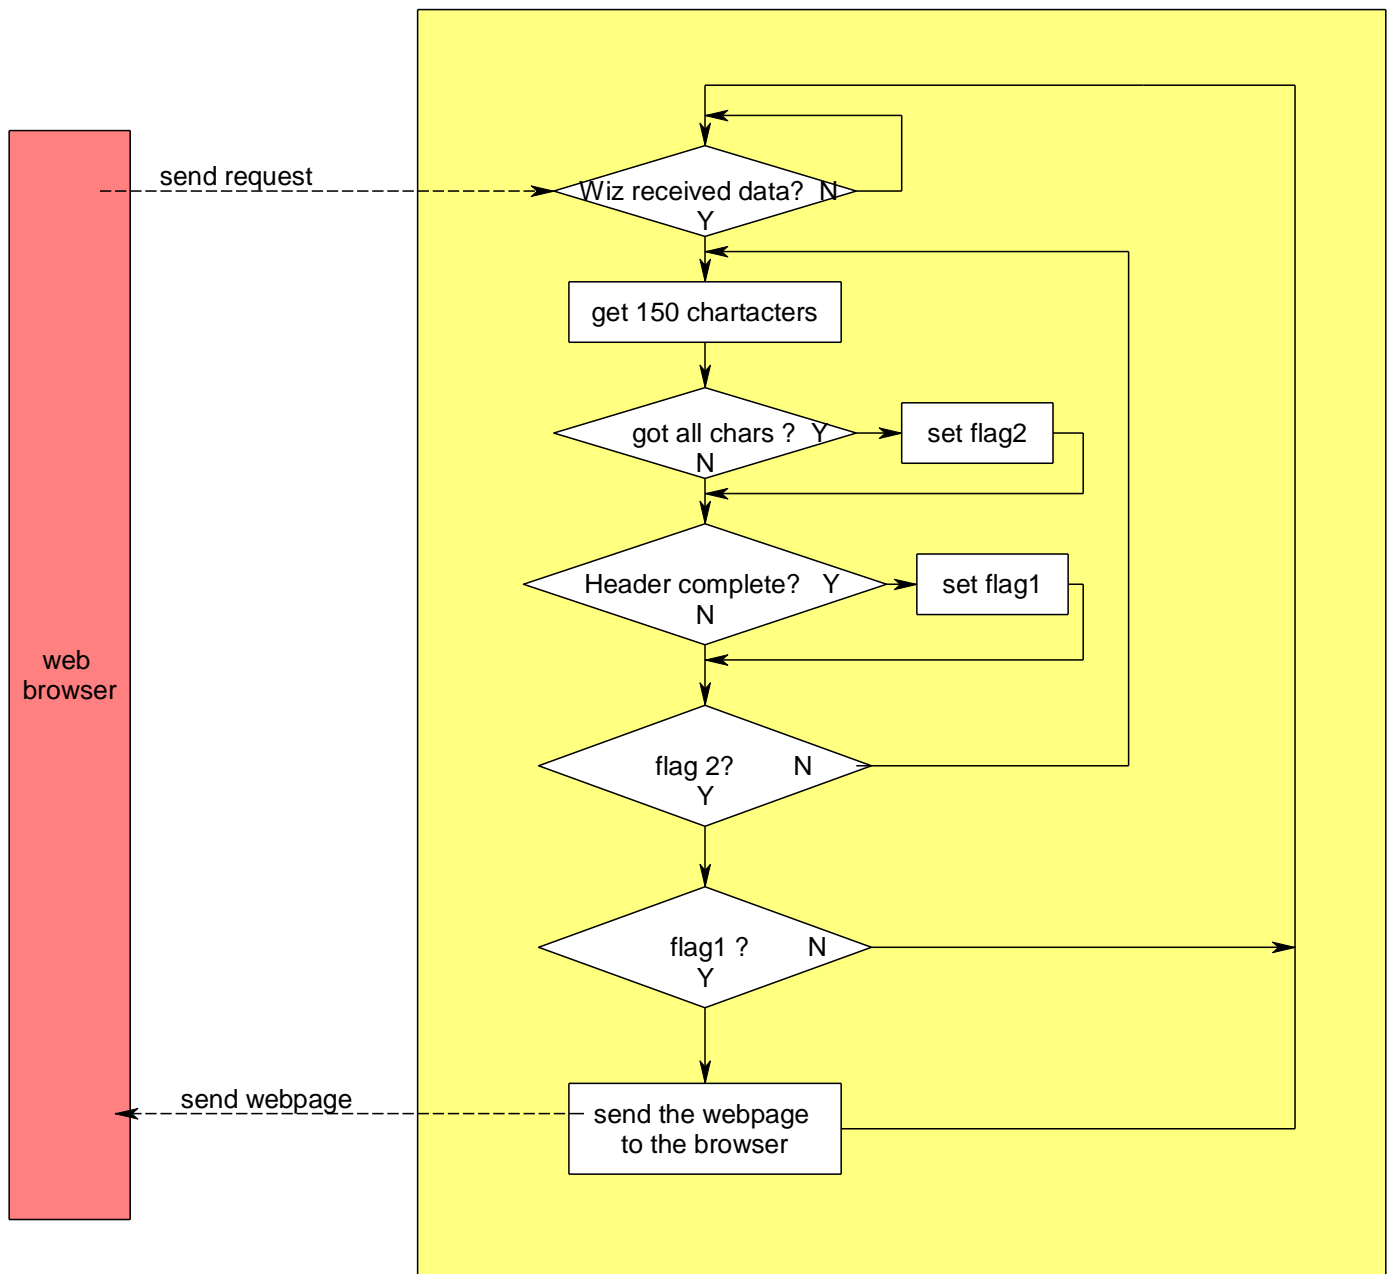 send request
Wiz received data? N
Y
get 150 chartacters
got all chars ? Y
N
set flag2
Header complete? Y
N
set flag1
web
browser
flag 2? N
Y
flag1 ? N
Y
send webpage
send the webpage
to the browser